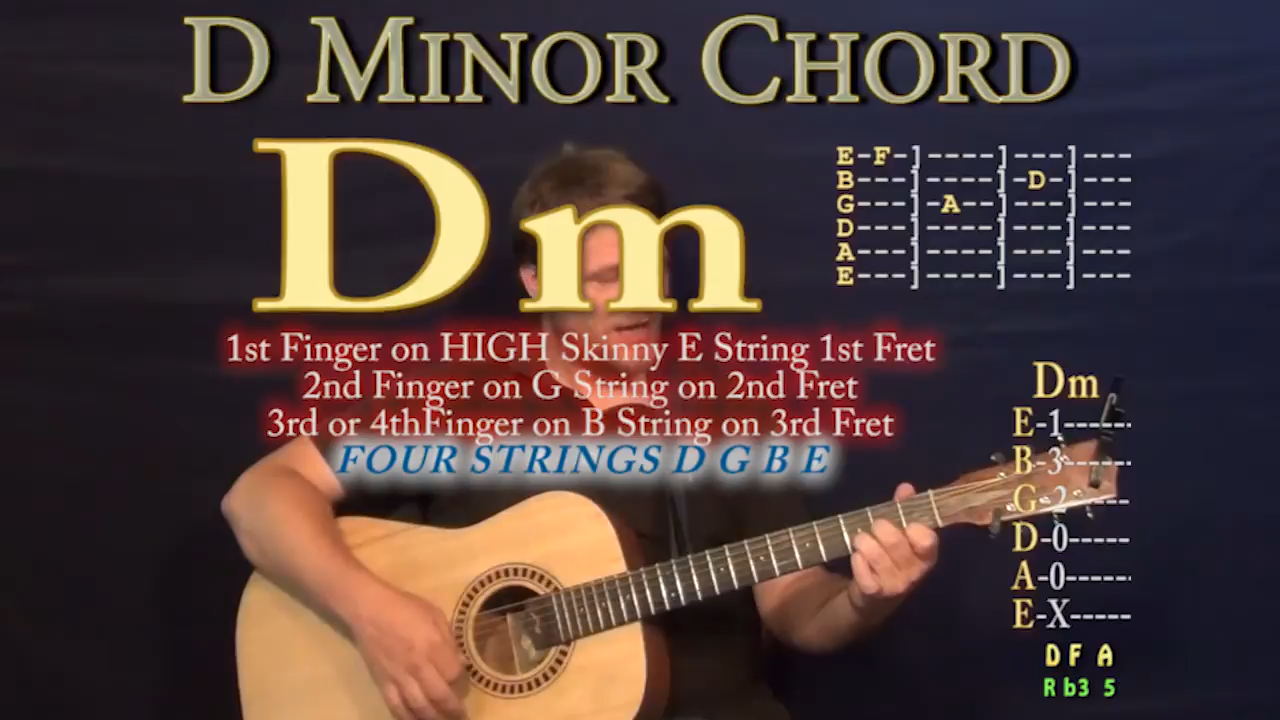 D MINOR CHORD
Dm
1st Finger on HIGH Skinny E String 1st Fret
2nd Finger on G String on 2nd Fret
3rd or 4thFinger on B String on 3rd Fret
FOUR STRINGS D G B E
E-F-]----]---]---
B---]----]-D-]---
G---]-A--]---]---
D---]----]---]---
A---]----]---]---
E---]----]---]---
Dm
E-1-----
B-3-----
G-2-----
D-0-----
A-0-----
E-X-----
D F A
R b3 5